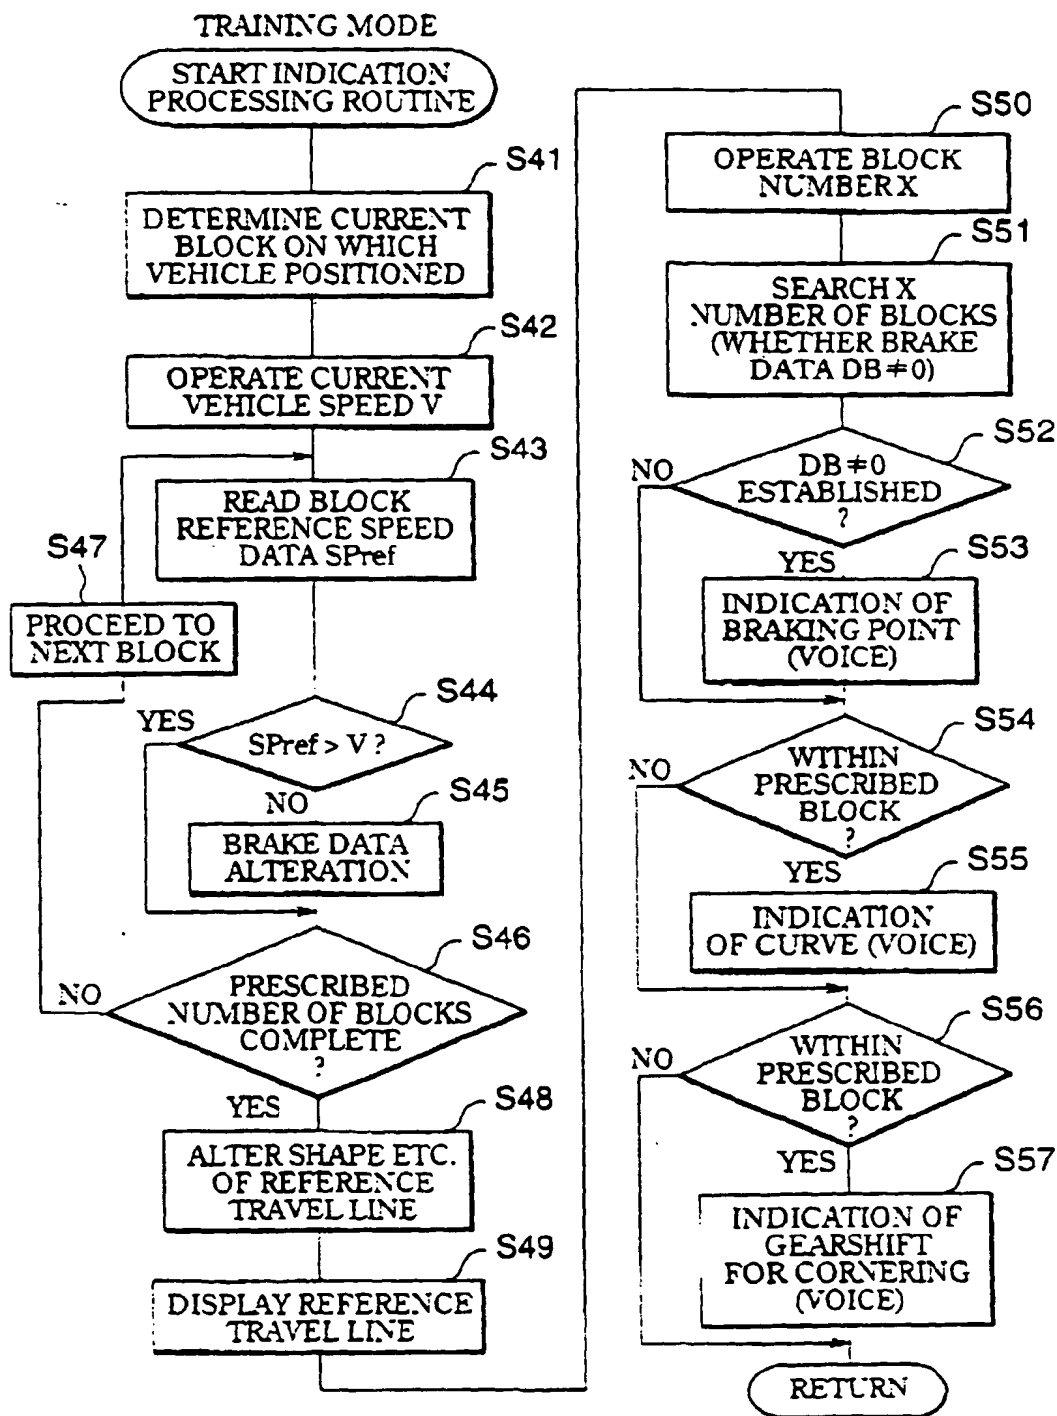 TRAINING MODE
START INDICATION
PROCESSING ROUTINE
S41
DETERMINE CURRENT
BLOCK ON WHICH
VEHICLE POSITIONED
S42
OPERATE CURRENT
VEHICLE SPEED V
S43
READ BLOCK
REFERENCE SPEED
DATA SPref
S47
PROCEED TO
NEXT BLOCK
S44
YES
SPref > V ?
NO
S45
BRAKE DATA
ALTERATION
S46
NO
PRESCRIBED
NUMBER OF BLOCKS
COMPLETE
?
YES
S48
ALTER SHAPE ETC.
OF REFERENCE
TRAVEL LINE
S49
DISPLAY REFERENCE
TRAVEL LINE
S50
OPERATE BLOCK
NUMBER X
S51
SEARCH X
NUMBER OF BLOCKS
(WHETHER BRAKE
DATA DB≠0)
S52
NO
DB≠0
ESTABLISHED
?
YES
S53
INDICATION OF
BRAKING POINT
(VOICE)
S54
NO
WITHIN
PRESCRIBED
BLOCK
?
YES
S55
INDICATION
OF CURVE (VOICE)
S56
NO
WITHIN
PRESCRIBED
BLOCK
?
YES
S57
INDICATION OF
GEARSHIFT
FOR CORNERING
(VOICE)
RETURN